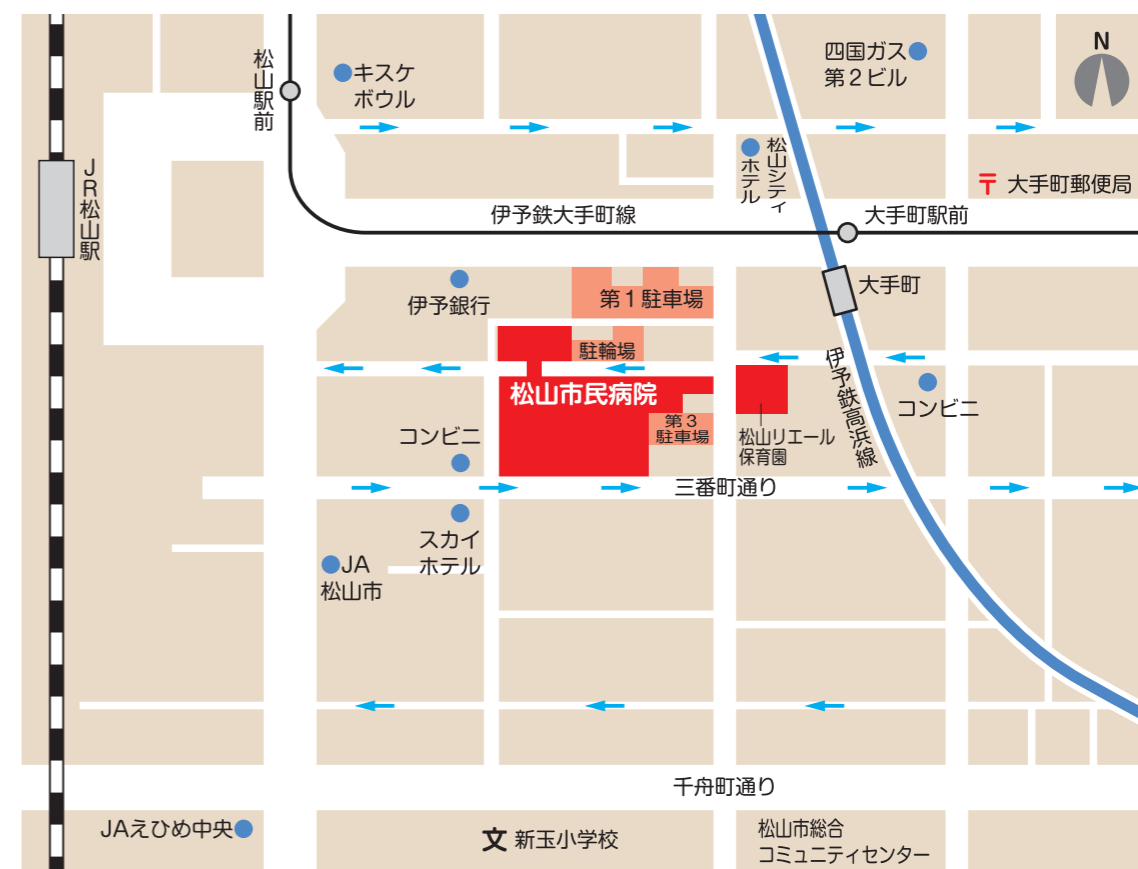 松山駅前
キスケ
ボウル
四国ガス
第2ビル
N
JR松山駅
松山シティ
ホテル
〒 大手町郵便局
伊予鉄大手町線
大手町駅前
伊予銀行
第1駐車場
大手町
駐輪場
伊予鉄高浜線
松山市民病院
コンビニ
コンビニ
第3
駐車場
松山リエール
保育園
三番町通り
スカイ
ホテル
JA
松山市
千舟町通り
JAえひめ中央
文 新玉小学校
松山市総合
コミュニティセンター